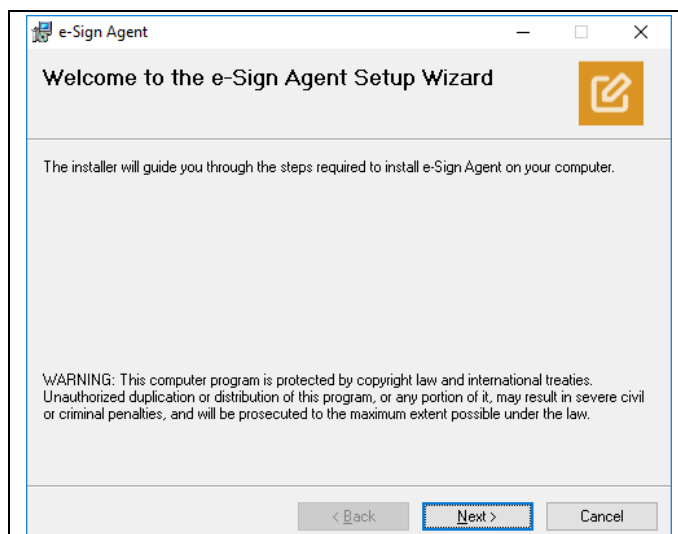 e-Sign Agent
Welcome to the e-Sign Agent Setup Wizard
The installer will guide you through the steps required to install e-Sign Agent on your computer.
WARNING: This computer program is protected by copyright law and international treaties.
Unauthorized duplication or distribution of this program, or any portion of it, may result in severe civil
or criminal penalties, and will be prosecuted to the maximum extent possible under the law.
< Back Next > Cancel